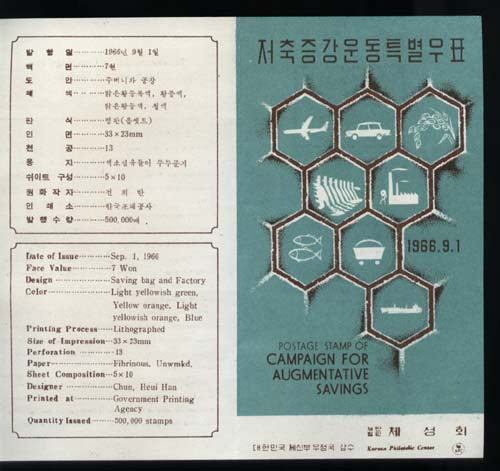 발 행 일··········1966년 9월 1일
액 면··········7원
도 안··········주머니와 공장
쇄 색··········맑은황등록색, 황등색,
맑은황등색, 청색
판 식··········평판(옵셋트)
인 면··········33×23mm
천 공··········13
용 지··········색소섬유들이 무투문지
쉬이트 구성········5×10
원 화 작 자········전 희 한
인 쇄 소··········한국조폐공사
발 행 수 량········500,000매
Date of Issue··········Sep. 1, 1966
Face Value··········7 Won
Design··········Saving bag and Factory
Color··········Light yellowish green,
Yellow orange, Light
yellowish orange, Blue
Printing Process·····Lithographed
Size of Impression···33×23mm
Perforation··········13
Paper··········Fibrinous, Unwmkd.
Sheet Composition···5×10
Designer··········Chun, Heui Han
Printed at··········Government Printing
Agency
Quantity Issued·······500,000 stamps
저축증강운동특별우표
1966.9.1
POSTAGE STAMP OF
CAMPAIGN FOR
AUGMENTATIVE
SAVINGS
대한민국 체신부 우정국 감수
체 성 회
Korean Philatelic Center